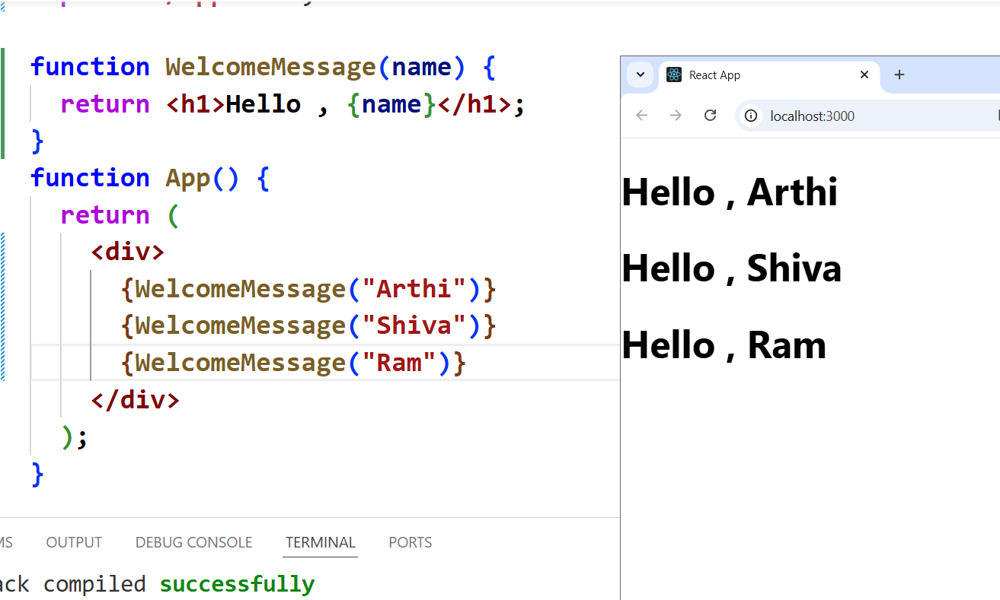 function WelcomeMessage(name) {
  return <h1>Hello , {name}</h1>;
}
function App() {
  return (
    <div>
      {WelcomeMessage("Arthi")}
      {WelcomeMessage("Shiva")}
      {WelcomeMessage("Ram")}
    </div>
  );
}
MS OUTPUT DEBUG CONSOLE TERMINAL PORTS
ack compiled successfully
React App
localhost:3000
Hello , Arthi
Hello , Shiva
Hello , Ram